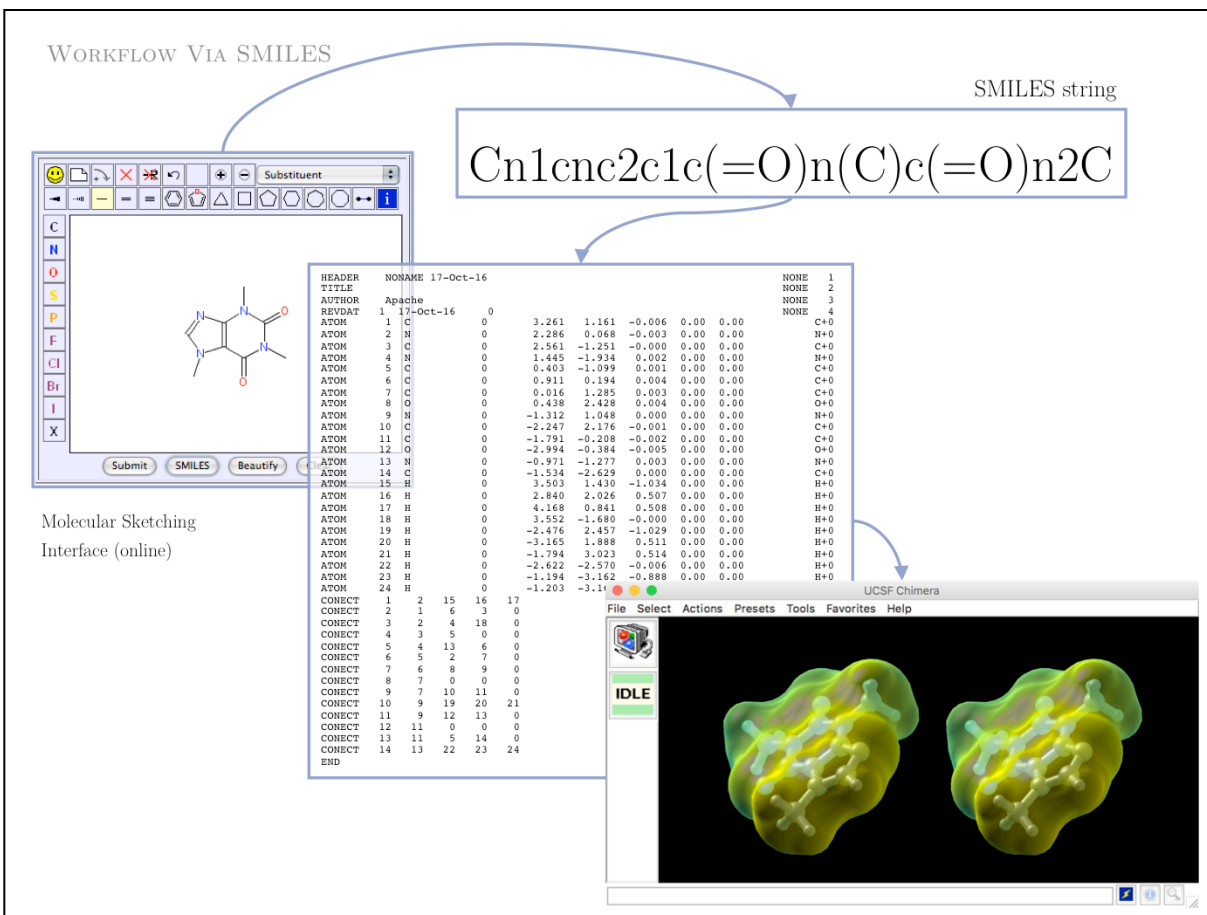 WORKFLOW VIA SMILES
SMILES string
Cn1cnc2c1c(=O)n(C)c(=O)n2C
Substituent
i
C
N
O
S
P
F
Cl
Br
I
X
N
N
O
N
N
O
Submit SMILES Beautify
Molecular Sketching
Interface (online)
HEADER NONAME 17-Oct-16 NONE 1
TITLE NONE 2
AUTHOR Apache NONE 3
REVDAT 1 17-Oct-16 0 NONE 4
ATOM 1 C 0 3.261 1.161 -0.006 0.00 0.00 C+0
ATOM 2 N 0 2.286 0.068 -0.003 0.00 0.00 N+0
ATOM 3 C 0 2.561 -1.251 -0.000 0.00 0.00 C+0
ATOM 4 N 0 1.445 -1.934 0.002 0.00 0.00 N+0
ATOM 5 C 0 0.403 -1.099 0.001 0.00 0.00 C+0
ATOM 6 C 0 0.911 0.194 0.004 0.00 0.00 C+0
ATOM 7 C 0 0.016 1.285 0.003 0.00 0.00 C+0
ATOM 8 O 0 0.438 2.428 0.004 0.00 0.00 O+0
ATOM 9 N 0 -1.312 1.048 0.000 0.00 0.00 N+0
ATOM 10 C 0 -2.247 2.176 -0.001 0.00 0.00 C+0
ATOM 11 C 0 -1.791 -0.208 -0.002 0.00 0.00 C+0
ATOM 12 O 0 -2.994 -0.384 -0.005 0.00 0.00 O+0
ATOM 13 N 0 -0.971 -1.277 0.003 0.00 0.00 N+0
ATOM 14 C 0 -1.534 -2.629 0.000 0.00 0.00 C+0
ATOM 15 H 0 3.503 1.430 -1.034 0.00 0.00 H+0
ATOM 16 H 0 2.840 2.026 0.507 0.00 0.00 H+0
ATOM 17 H 0 4.168 0.841 0.508 0.00 0.00 H+0
ATOM 18 H 0 3.552 -1.680 -0.000 0.00 0.00 H+0
ATOM 19 H 0 -2.476 2.457 -1.029 0.00 0.00 H+0
ATOM 20 H 0 -3.165 1.888 0.511 0.00 0.00 H+0
ATOM 21 H 0 -1.794 3.023 0.514 0.00 0.00 H+0
ATOM 22 H 0 -2.622 -2.570 -0.006 0.00 0.00 H+0
ATOM 23 H 0 -1.194 -3.162 -0.888 0.00 0.00 H+0
ATOM 24 H 0 -1.203
CONECT 1 2 15 16 17
CONECT 2 1 6 3 0
CONECT 3 2 4 18 0
CONECT 4 3 5 0 0
CONECT 5 4 13 6 0
CONECT 6 5 2 7 0
CONECT 7 6 8 9 0
CONECT 8 7 0 0 0
CONECT 9 7 10 11 0
CONECT 10 9 19 20 21
CONECT 11 9 12 13 0
CONECT 12 11 0 0 0
CONECT 13 11 5 14 0
CONECT 14 13 22 23 24
END
UCSF Chimera
File Select Actions Presets Tools Favorites Help
IDLE